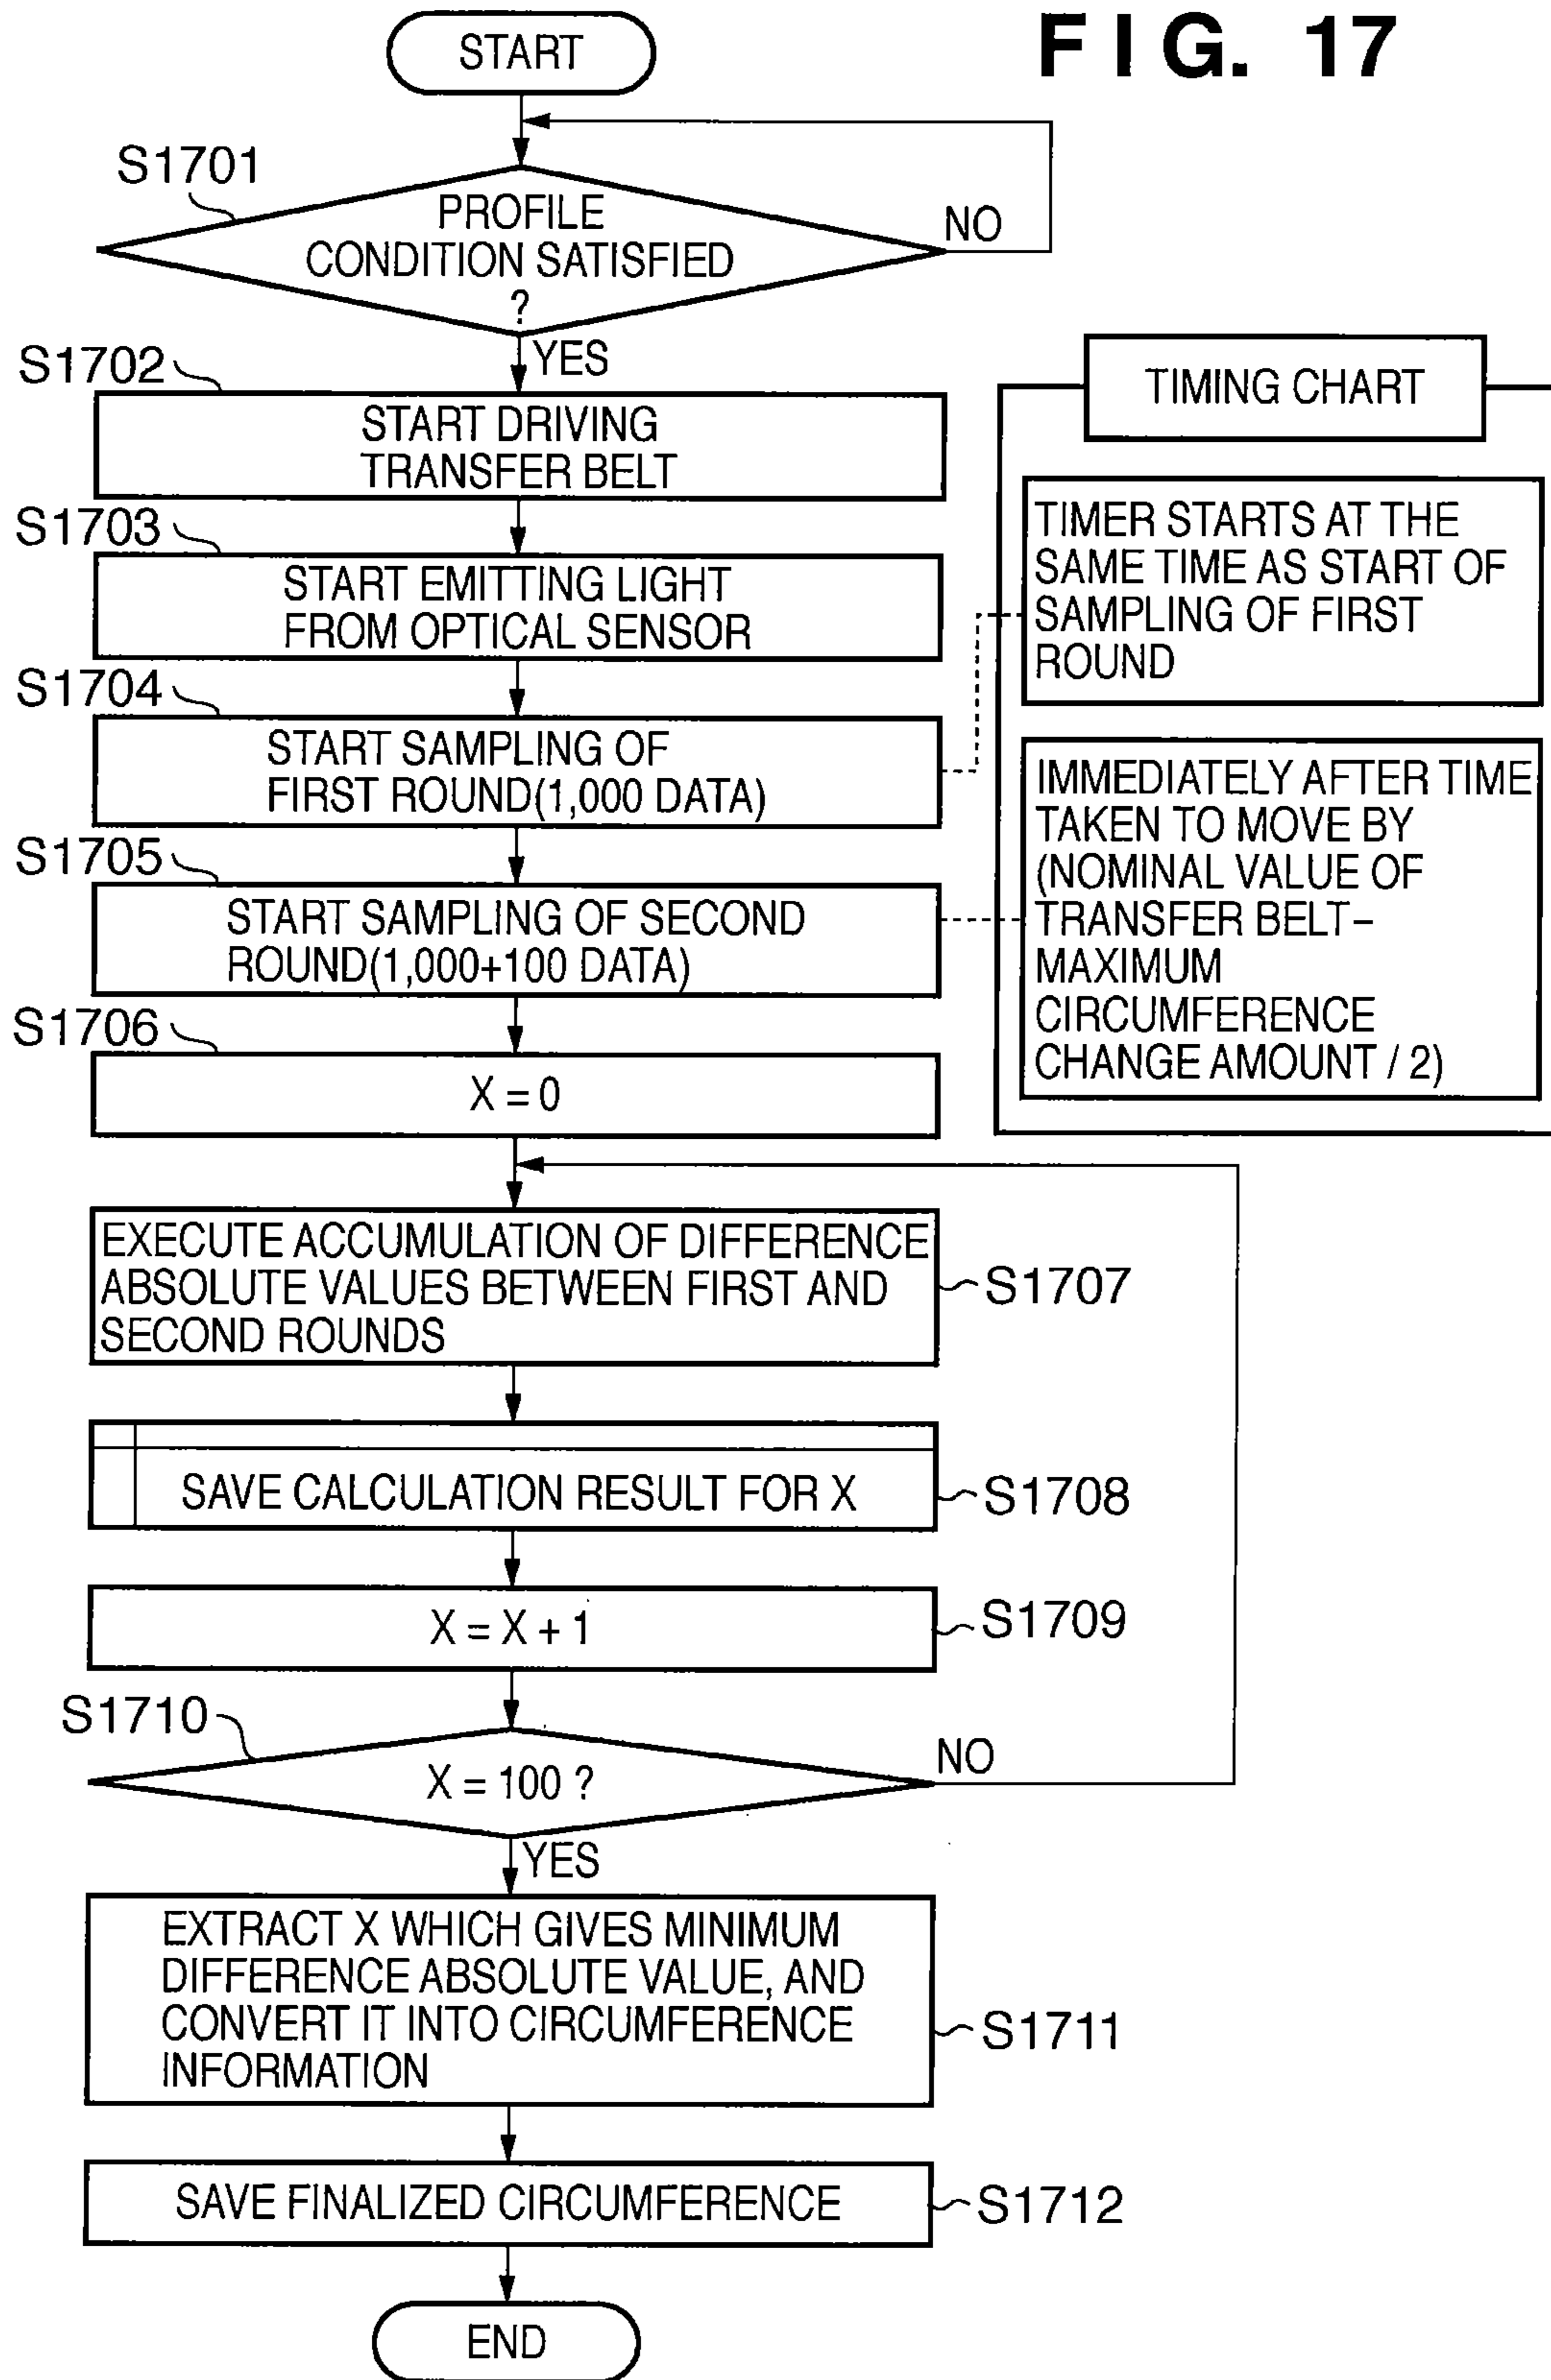 FIG. 17
START
S1701
PROFILE
CONDITION SATISFIED
?
NO
YES
S1702
START DRIVING
TRANSFER BELT
S1703
START EMITTING LIGHT
FROM OPTICAL SENSOR
S1704
START SAMPLING OF
FIRST ROUND(1,000 DATA)
S1705
START SAMPLING OF SECOND
ROUND(1,000+100 DATA)
TIMING CHART
TIMER STARTS AT THE
SAME TIME AS START OF
SAMPLING OF FIRST
ROUND
IMMEDIATELY AFTER TIME
TAKEN TO MOVE BY
(NOMINAL VALUE OF
TRANSFER BELT–
MAXIMUM
CIRCUMFERENCE
CHANGE AMOUNT / 2)
S1706
X = 0
EXECUTE ACCUMULATION OF DIFFERENCE
ABSOLUTE VALUES BETWEEN FIRST AND
SECOND ROUNDS
S1707
SAVE CALCULATION RESULT FOR X
S1708
X = X + 1
S1709
S1710
X = 100 ?
NO
YES
EXTRACT X WHICH GIVES MINIMUM
DIFFERENCE ABSOLUTE VALUE, AND
CONVERT IT INTO CIRCUMFERENCE
INFORMATION
S1711
SAVE FINALIZED CIRCUMFERENCE
S1712
END